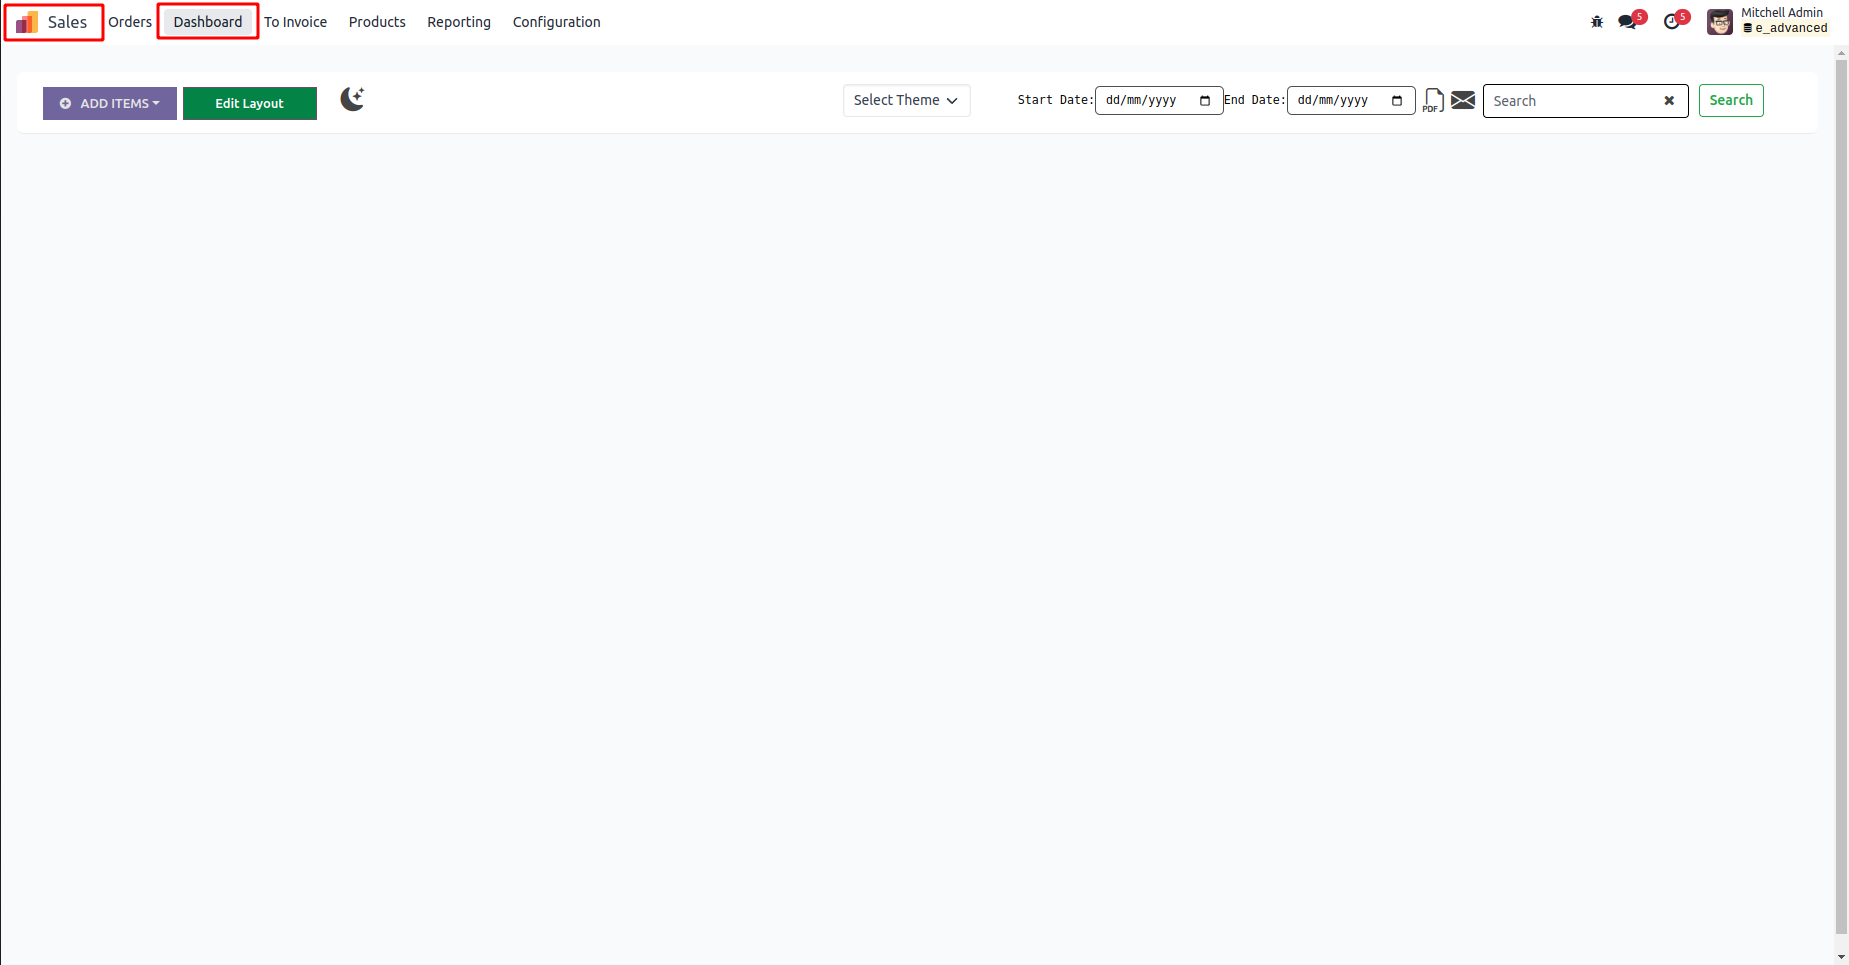 Sales Orders Dashboard To Invoice Products Reporting Configuration 5 5 Mitchell Admin
e_advanced
ADD ITEMS Edit Layout Select Theme Start Date: dd/mm/yyyy End Date: dd/mm/yyyy PDF Search Search